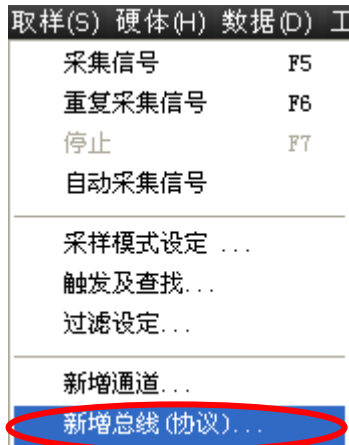 取样(S) 硬体(H) 数据(D) 工
采集信号 F5
重复采集信号 F6
停止 F7
自动采集信号
采样模式设定 ...
触发及查找...
过滤设定...
新增通道...
新增总线(协议)...